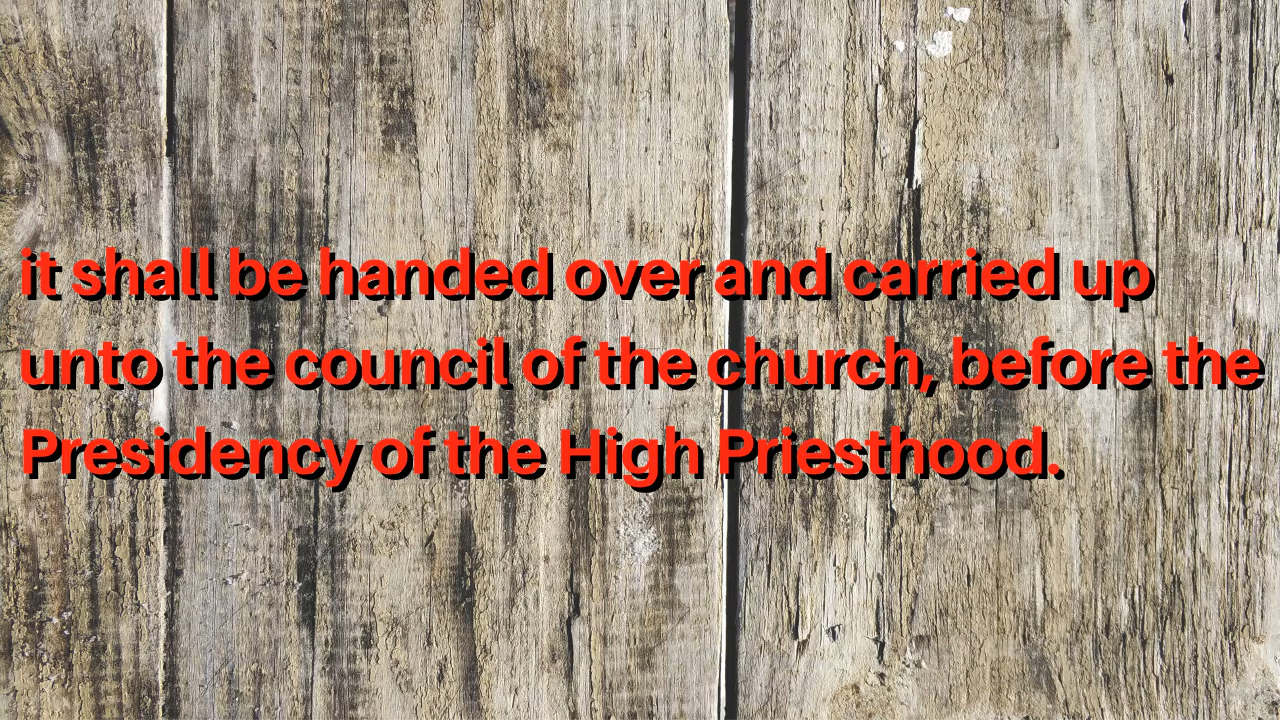 it shall be handed over and carried up
unto the council of the church, before the
Presidency of the High Priesthood.